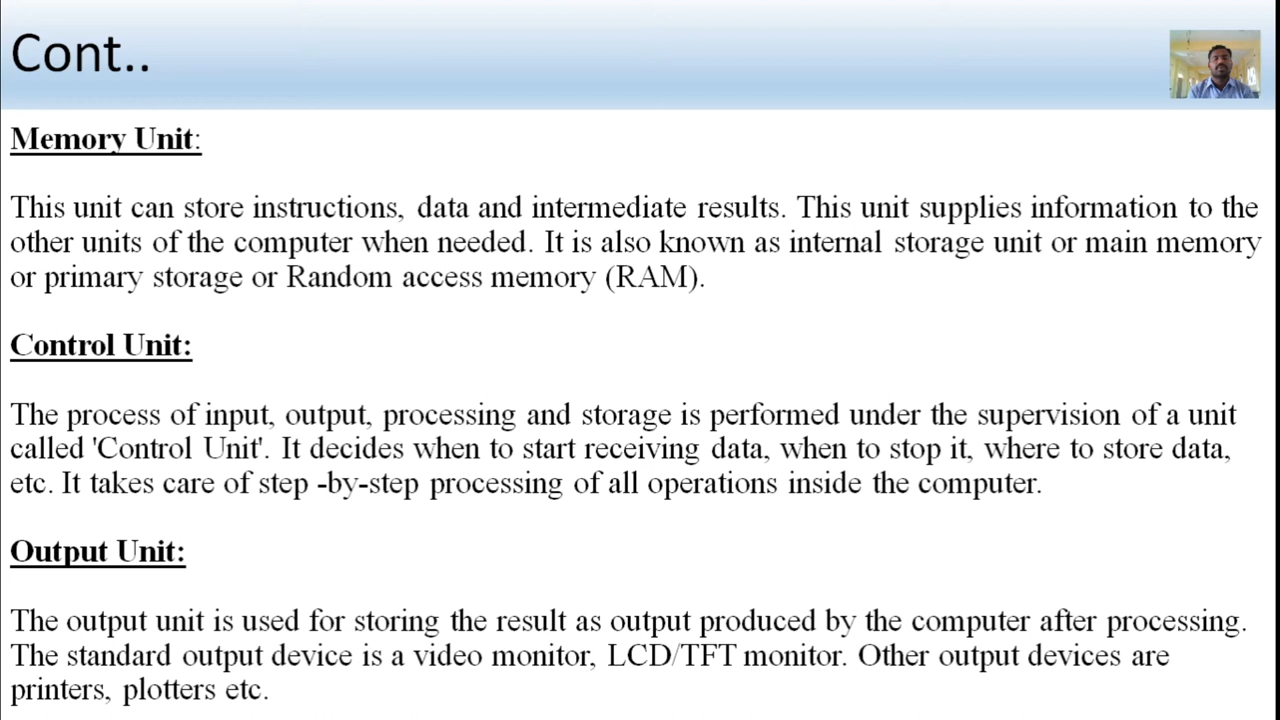 Cont..
Memory Unit:
This unit can store instructions, data and intermediate results. This unit supplies information to the
other units of the computer when needed. It is also known as internal storage unit or main memory
or primary storage or Random access memory (RAM).
Control Unit:
The process of input, output, processing and storage is performed under the supervision of a unit
called 'Control Unit'. It decides when to start receiving data, when to stop it, where to store data,
etc. It takes care of step -by-step processing of all operations inside the computer.
Output Unit:
The output unit is used for storing the result as output produced by the computer after processing.
The standard output device is a video monitor, LCD/TFT monitor. Other output devices are
printers, plotters etc.